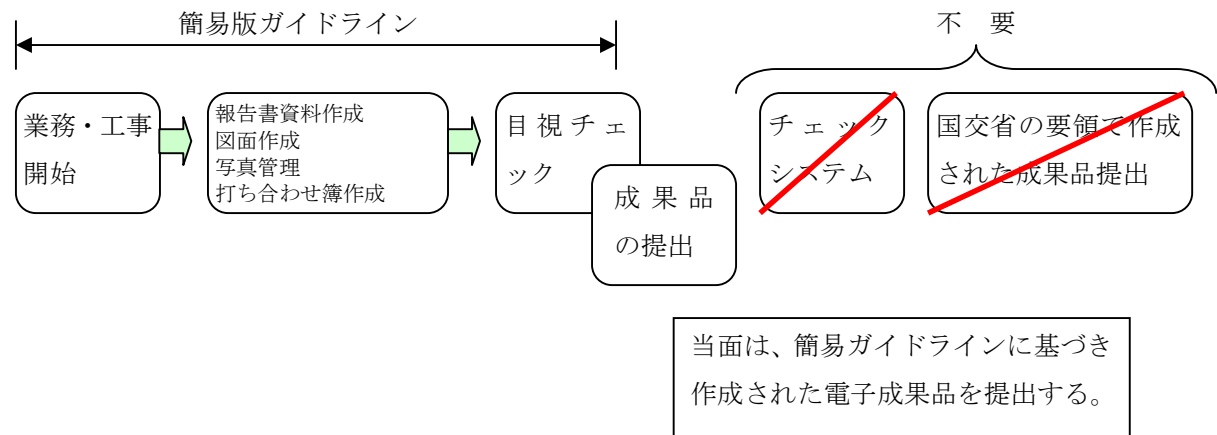 簡易版ガイドライン
不 要
業務・工事
開始
報告書資料作成
図面作成
写真管理
打ち合わせ簿作成
目視チェ
ック
成果品
の提出
チェック
システム
国交省の要領で作成
された成果品提出
当面は、簡易ガイドラインに基づき
作成された電子成果品を提出する。